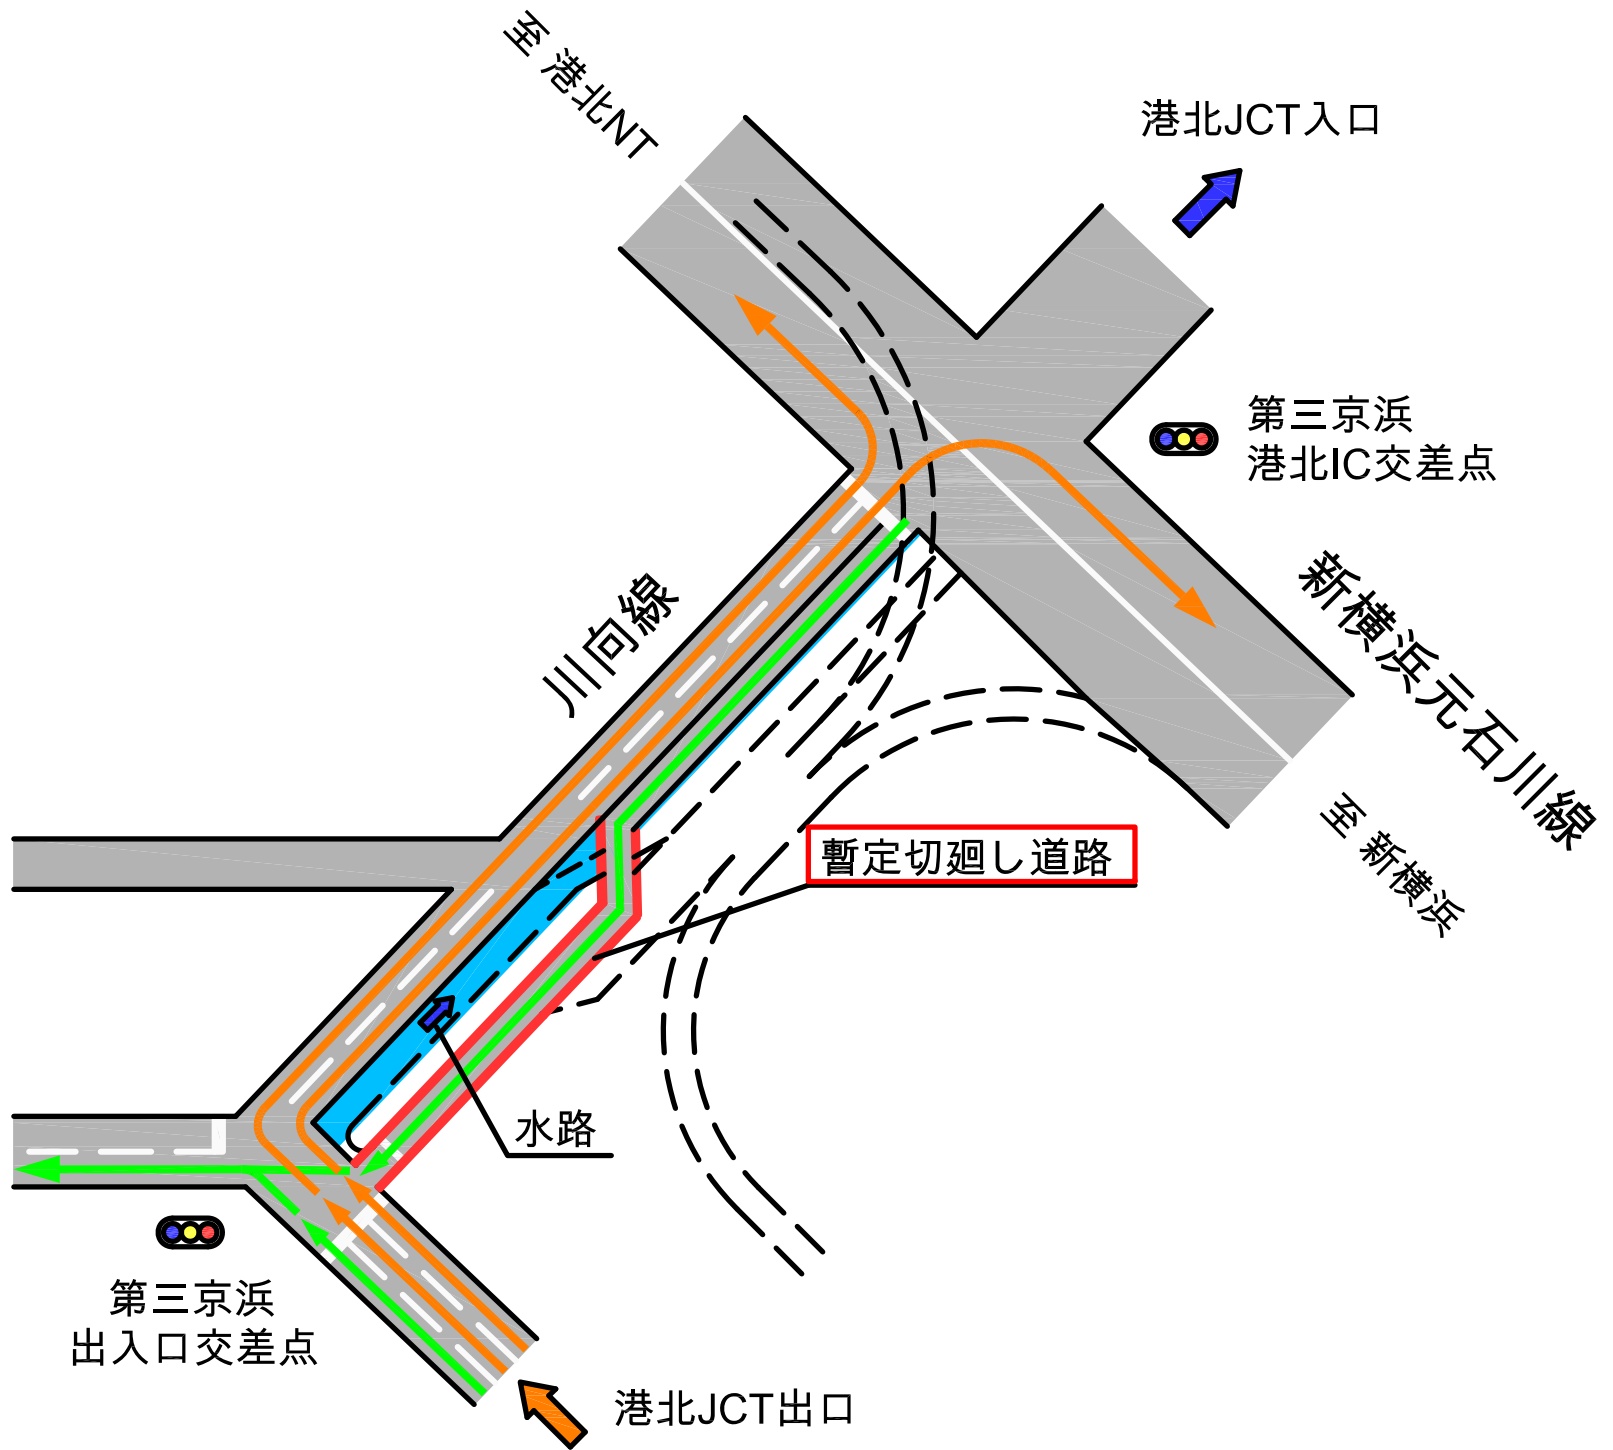 至 港北NT
港北JCT入口
第三京浜
港北IC交差点
新横浜元石川線
川向線
至 新横浜
暫定切廻し道路
水路
第三京浜
出入口交差点
港北JCT出口